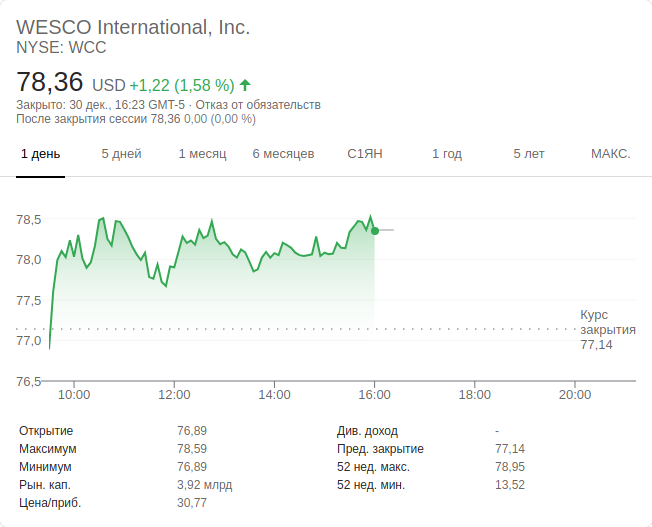 WESCO International, Inc.
NYSE: WCC
78,36 USD +1,22 (1,58 %)
Закрыто: 30 дек., 16:23 GMT-5 · Отказ от обязательств
После закрытия сессии 78,36 0,00 (0,00 %)
1 день 5 дней 1 месяц 6 месяцев С1ЯН 1 год 5 лет МАКС.
78,5
78,0
77,5
Курс
закрытия
77,14
77,0
76,5
10:00 12:00 14:00 16:00 18:00 20:00
Открытие 76,89 Див. доход -
Максимум 78,59 Пред. закрытие 77,14
Минимум 76,89 52 нед. макс. 78,95
Рын. кап. 3,92 млрд 52 нед. мин. 13,52
Цена/приб. 30,77